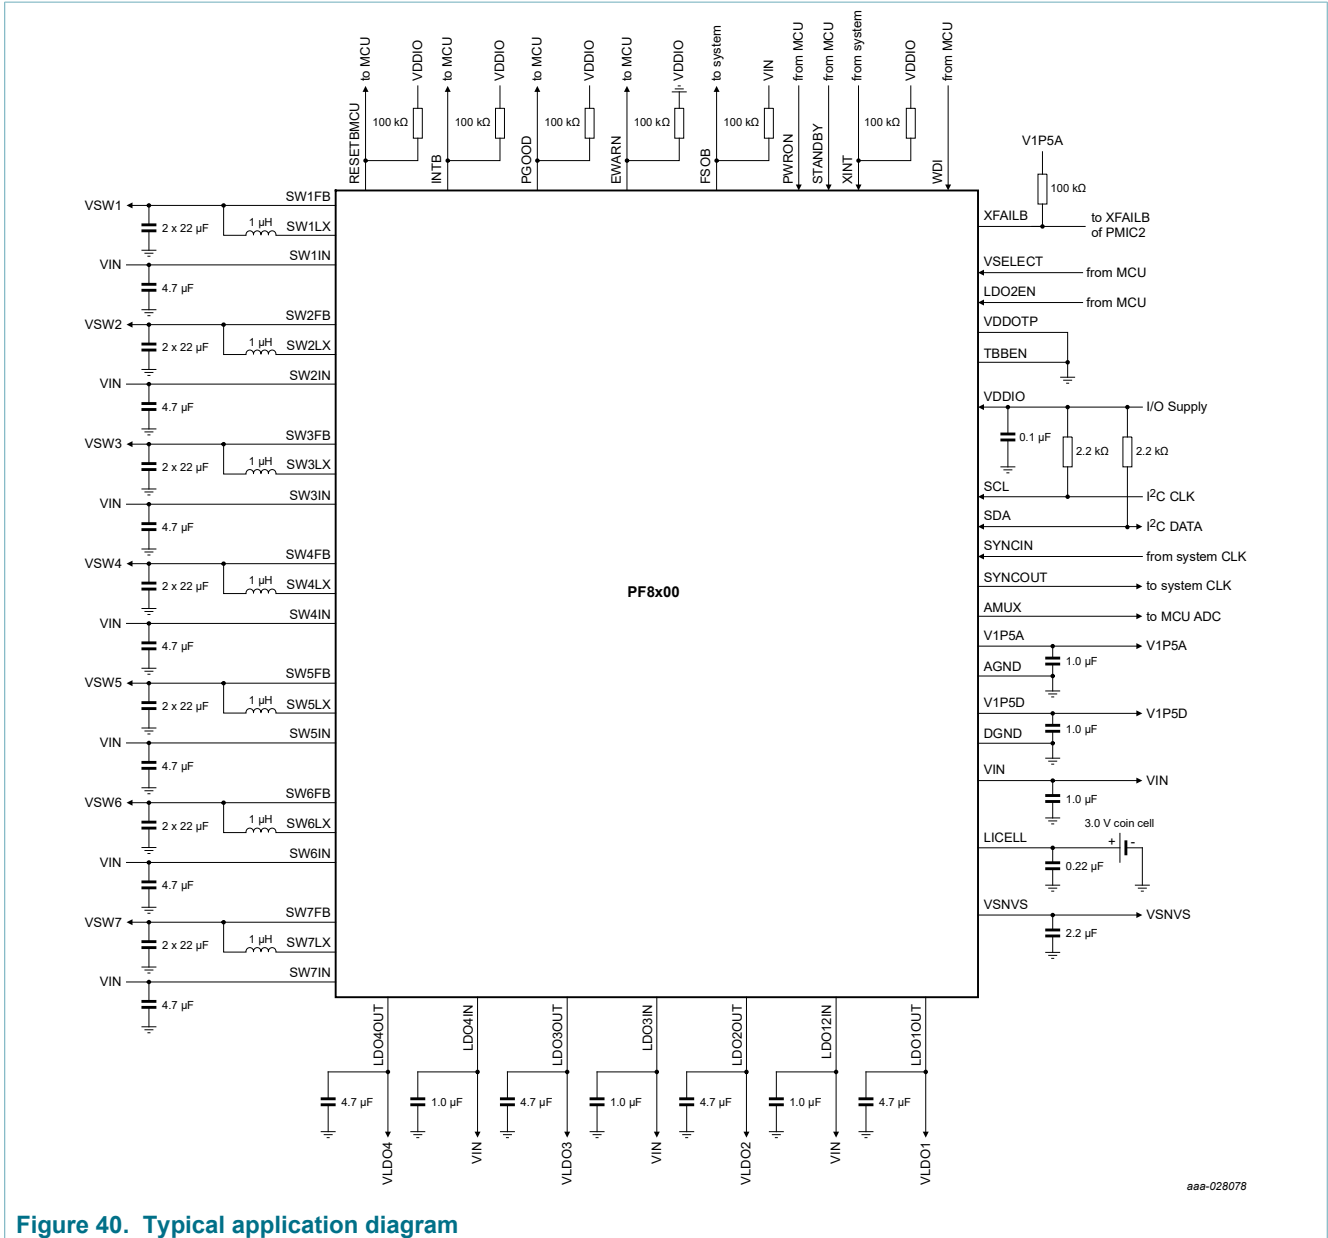 to MCU
VDDIO
to MCU
VDDIO
to MCU
VDDIO
to MCU
VDDIO
to system
VIN
from MCU
from MCU
from system
VDDIO
from MCU
100 kΩ
100 kΩ
100 kΩ
100 kΩ
100 kΩ
100 kΩ
RESETBMCU
INTB
PGOOD
EWARN
FSOB
PWRON
STANDBY
XINT
WDI
V1P5A
100 kΩ
XFAILB
to XFAILB
of PMIC2
VSELECT
from MCU
LDO2EN
from MCU
VDDOTP
TBBEN
VDDIO
I/O Supply
0.1 µF
2.2 kΩ
2.2 kΩ
SCL
I2C CLK
SDA
I2C DATA
SYNCIN
from system CLK
SYNCOUT
to system CLK
AMUX
to MCU ADC
V1P5A
V1P5A
1.0 µF
AGND
V1P5D
V1P5D
1.0 µF
DGND
VIN
VIN
1.0 µF
3.0 V coin cell
LICELL
+
-
0.22 µF
VSNVS
VSNVS
2.2 µF
SW1FB
VSW1
2 x 22 µF
1 µH
SW1LX
SW1IN
VIN
4.7 µF
SW2FB
VSW2
2 x 22 µF
1 µH
SW2LX
SW2IN
VIN
4.7 µF
SW3FB
VSW3
2 x 22 µF
1 µH
SW3LX
SW3IN
VIN
4.7 µF
SW4FB
VSW4
2 x 22 µF
1 µH
SW4LX
SW4IN
VIN
4.7 µF
SW5FB
VSW5
2 x 22 µF
1 µH
SW5LX
SW5IN
VIN
4.7 µF
SW6FB
VSW6
2 x 22 µF
1 µH
SW6LX
SW6IN
VIN
4.7 µF
SW7FB
VSW7
2 x 22 µF
1 µH
SW7LX
SW7IN
VIN
4.7 µF
PF8x00
LDO4OUT
LDO4IN
LDO3OUT
LDO3IN
LDO2OUT
LDO12IN
LDO1OUT
4.7 µF
1.0 µF
4.7 µF
1.0 µF
4.7 µF
1.0 µF
4.7 µF
VLDO4
VIN
VLDO3
VIN
VLDO2
VIN
VLDO1
aaa-028078
Figure 40. Typical application diagram